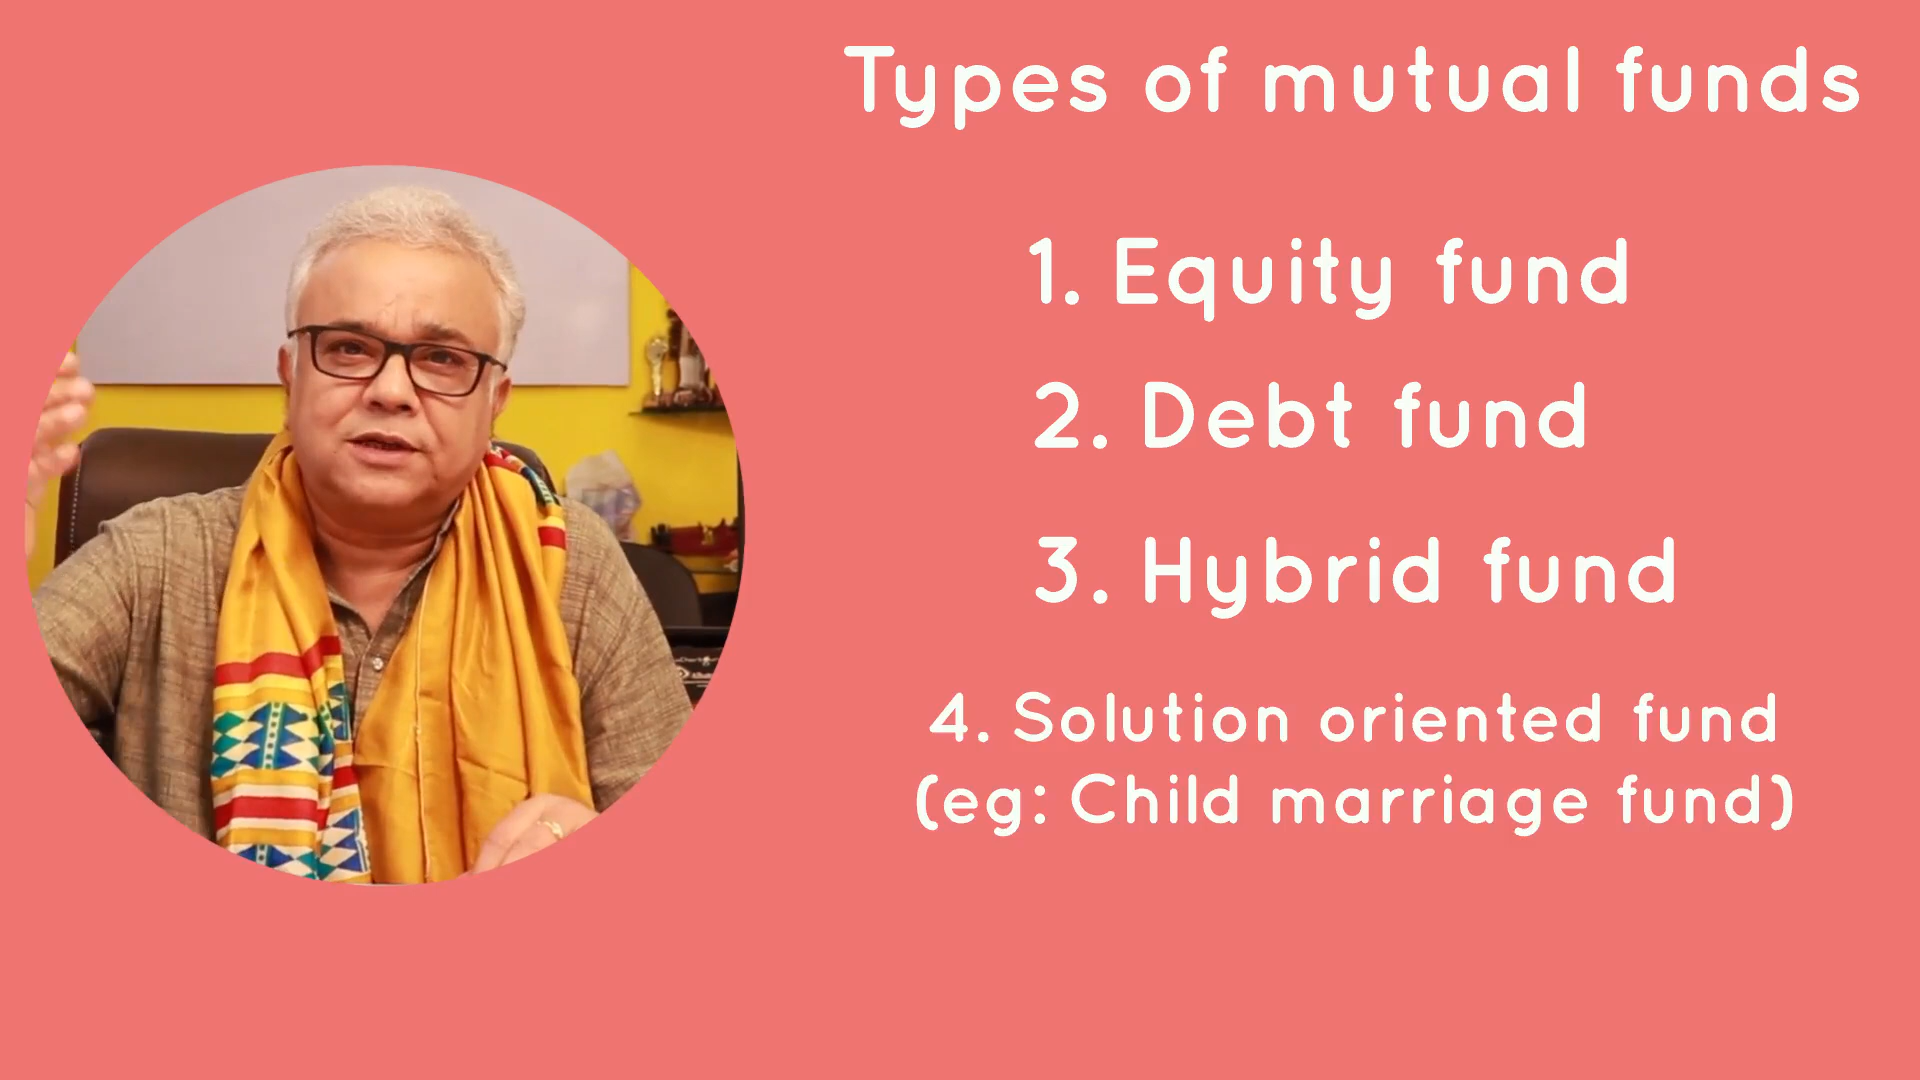 Types of mutual funds
1. Equity fund
2. Debt fund
3. Hybrid fund
4. Solution oriented fund
(eg: Child marriage fund)